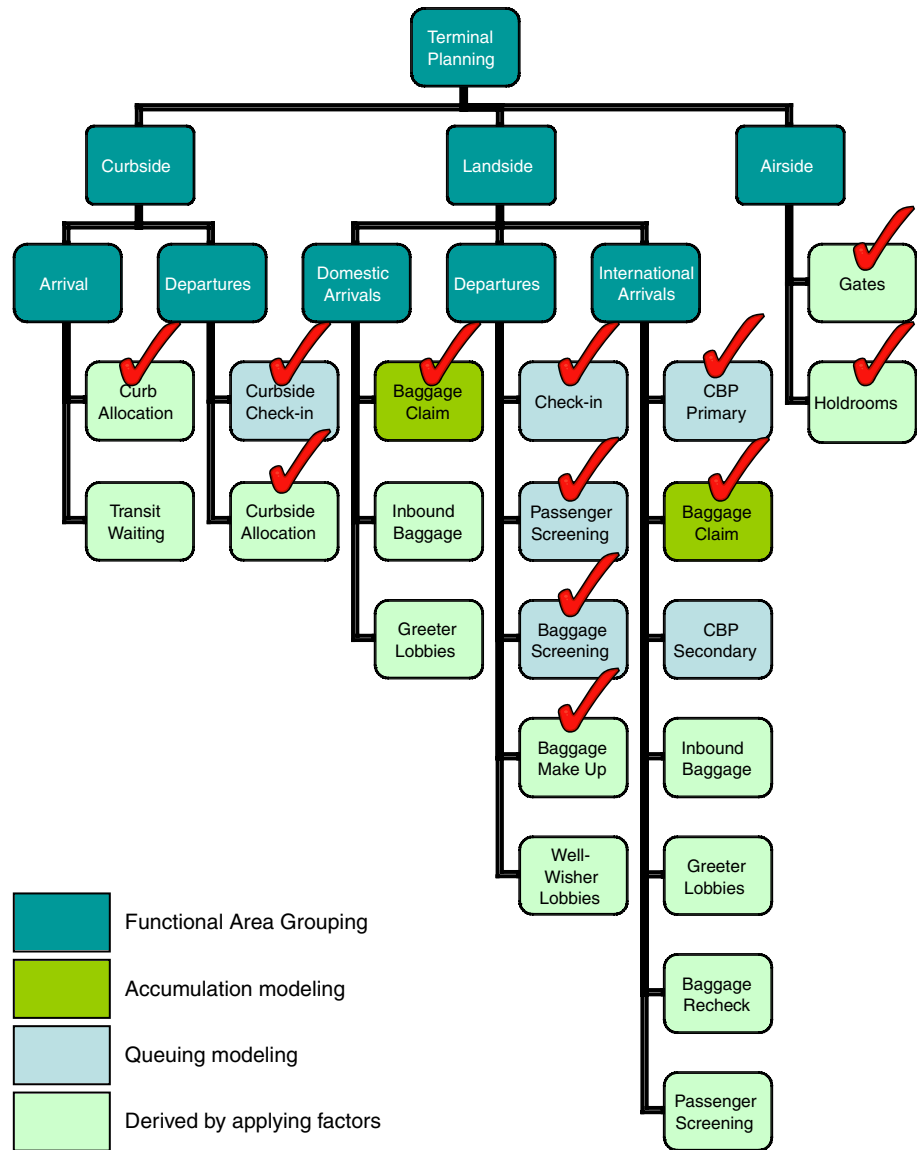 Terminal
Planning
Curbside
Landside
Airside
Arrival
Departures
Domestic
Arrivals
Departures
International
Arrivals
Gates
Curb
Allocation
Curbside
Check-in
Baggage
Claim
Check-in
CBP
Primary
Holdrooms
Transit
Waiting
Curbside
Allocation
Inbound
Baggage
Passenger
Screening
Baggage
Claim
Greeter
Lobbies
Baggage
Screening
CBP
Secondary
Baggage
Make Up
Inbound
Baggage
Well-
Wisher
Lobbies
Greeter
Lobbies
Baggage
Recheck
Passenger
Screening
Functional Area Grouping
Accumulation modeling
Queuing modeling
Derived by applying factors